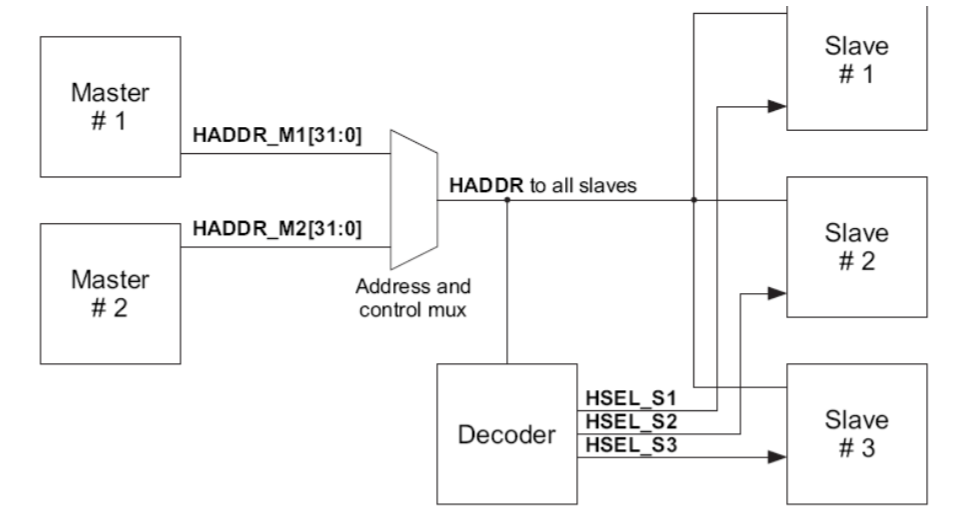 Master
# 1
HADDR_M1[31:0]
Master
# 2
HADDR_M2[31:0]
Address and
control mux
HADDR to all slaves
Decoder
HSEL_S1
HSEL_S2
HSEL_S3
Slave
# 1
Slave
# 2
Slave
# 3